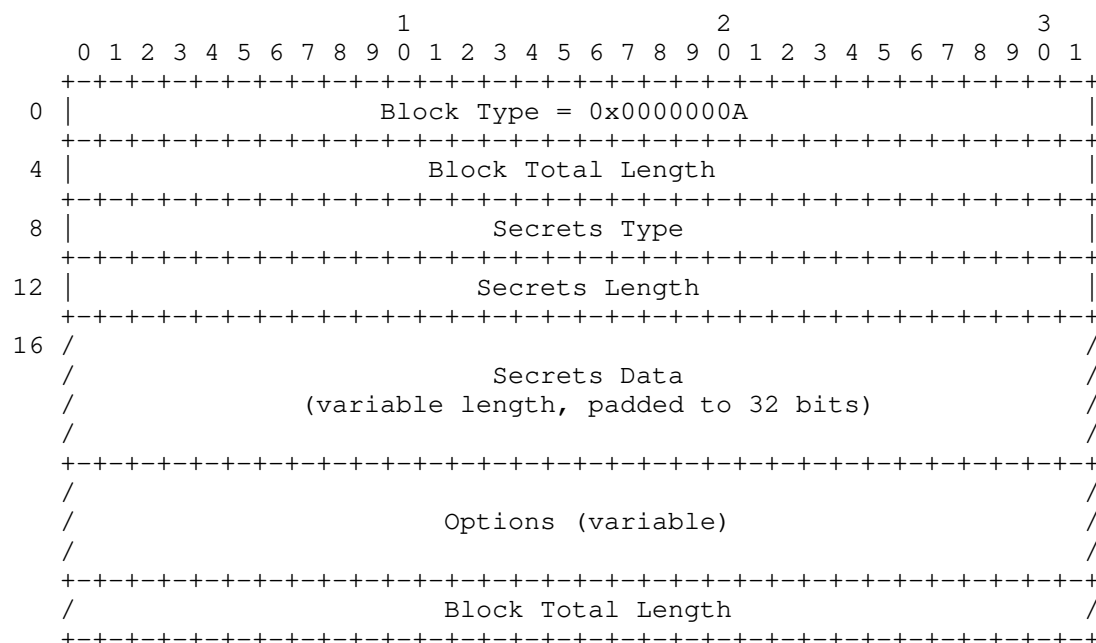 1                   2                   3
    0 1 2 3 4 5 6 7 8 9 0 1 2 3 4 5 6 7 8 9 0 1 2 3 4 5 6 7 8 9 0 1
   +-+-+-+-+-+-+-+-+-+-+-+-+-+-+-+-+-+-+-+-+-+-+-+-+-+-+-+-+-+-+-+-+
 0 |                   Block Type = 0x0000000A                     |
   +-+-+-+-+-+-+-+-+-+-+-+-+-+-+-+-+-+-+-+-+-+-+-+-+-+-+-+-+-+-+-+-+
 4 |                      Block Total Length                       |
   +-+-+-+-+-+-+-+-+-+-+-+-+-+-+-+-+-+-+-+-+-+-+-+-+-+-+-+-+-+-+-+-+
 8 |                          Secrets Type                         |
   +-+-+-+-+-+-+-+-+-+-+-+-+-+-+-+-+-+-+-+-+-+-+-+-+-+-+-+-+-+-+-+-+
12 |                         Secrets Length                        |
   +-+-+-+-+-+-+-+-+-+-+-+-+-+-+-+-+-+-+-+-+-+-+-+-+-+-+-+-+-+-+-+-+
16 /                                                               /
   /                          Secrets Data                         /
   /              (variable length, padded to 32 bits)             /
   /                                                               /
   +-+-+-+-+-+-+-+-+-+-+-+-+-+-+-+-+-+-+-+-+-+-+-+-+-+-+-+-+-+-+-+-+
   /                                                               /
   /                       Options (variable)                      /
   /                                                               /
   +-+-+-+-+-+-+-+-+-+-+-+-+-+-+-+-+-+-+-+-+-+-+-+-+-+-+-+-+-+-+-+-+
   /                       Block Total Length                      /
   +-+-+-+-+-+-+-+-+-+-+-+-+-+-+-+-+-+-+-+-+-+-+-+-+-+-+-+-+-+-+-+-+